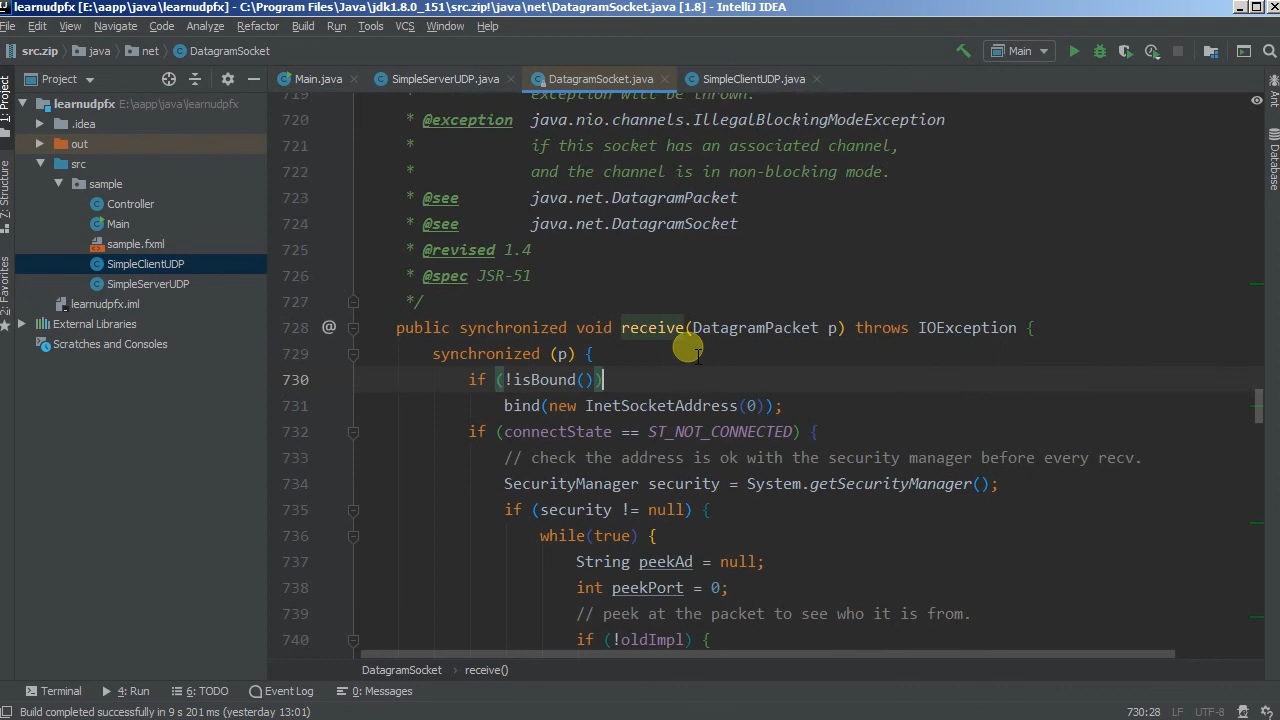 learnudpfx [E:\aapp\java\learnudpfx] - C:\Program Files\Java\jdk1.8.0_151\src.zip!\java\net\DatagramSocket.java [1.8] - IntelliJ IDEA
File Edit View Navigate Code Analyze Refactor Build Run Tools VCS Window Help
src.zip java net DatagramSocket Main
Project Main.java SimpleServerUDP.java DatagramSocket.java SimpleClientUDP.java
1: Project
7: Structure
2: Favorites
learnudpfx E:\aapp\java\learnudpfx
.idea
out
src
sample
Controller
Main
sample.fxml
SimpleClientUDP
SimpleServerUDP
learnudpfx.iml
External Libraries
Scratches and Consoles
719 * exception will be thrown.
720 * @exception java.nio.channels.IllegalBlockingModeException
721 * if this socket has an associated channel,
722 * and the channel is in non-blocking mode.
723 * @see java.net.DatagramPacket
724 * @see java.net.DatagramSocket
725 * @revised 1.4
726 * @spec JSR-51
727 */
728 @ public synchronized void receive(DatagramPacket p) throws IOException {
729 synchronized (p) {
730 if (!isBound())
731 bind(new InetSocketAddress(0));
732 if (connectState == ST_NOT_CONNECTED) {
733 // check the address is ok with the security manager before every recv.
734 SecurityManager security = System.getSecurityManager();
735 if (security != null) {
736 while(true) {
737 String peekAd = null;
738 int peekPort = 0;
739 // peek at the packet to see who it is from.
740 if (!oldImpl) {
Ant
Database
DatagramSocket › receive()
Terminal 4: Run 6: TODO Event Log 0: Messages
Build completed successfully in 9 s 201 ms (yesterday 13:01) 730:28 LF UTF-8